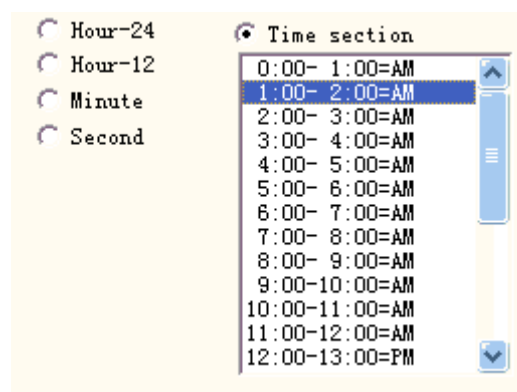 Hour-24
Hour-12
Minute
Second
Time section
0:00- 1:00=AM
1:00- 2:00=AM
2:00- 3:00=AM
3:00- 4:00=AM
4:00- 5:00=AM
5:00- 6:00=AM
6:00- 7:00=AM
7:00- 8:00=AM
8:00- 9:00=AM
9:00-10:00=AM
10:00-11:00=AM
11:00-12:00=AM
12:00-13:00=PM